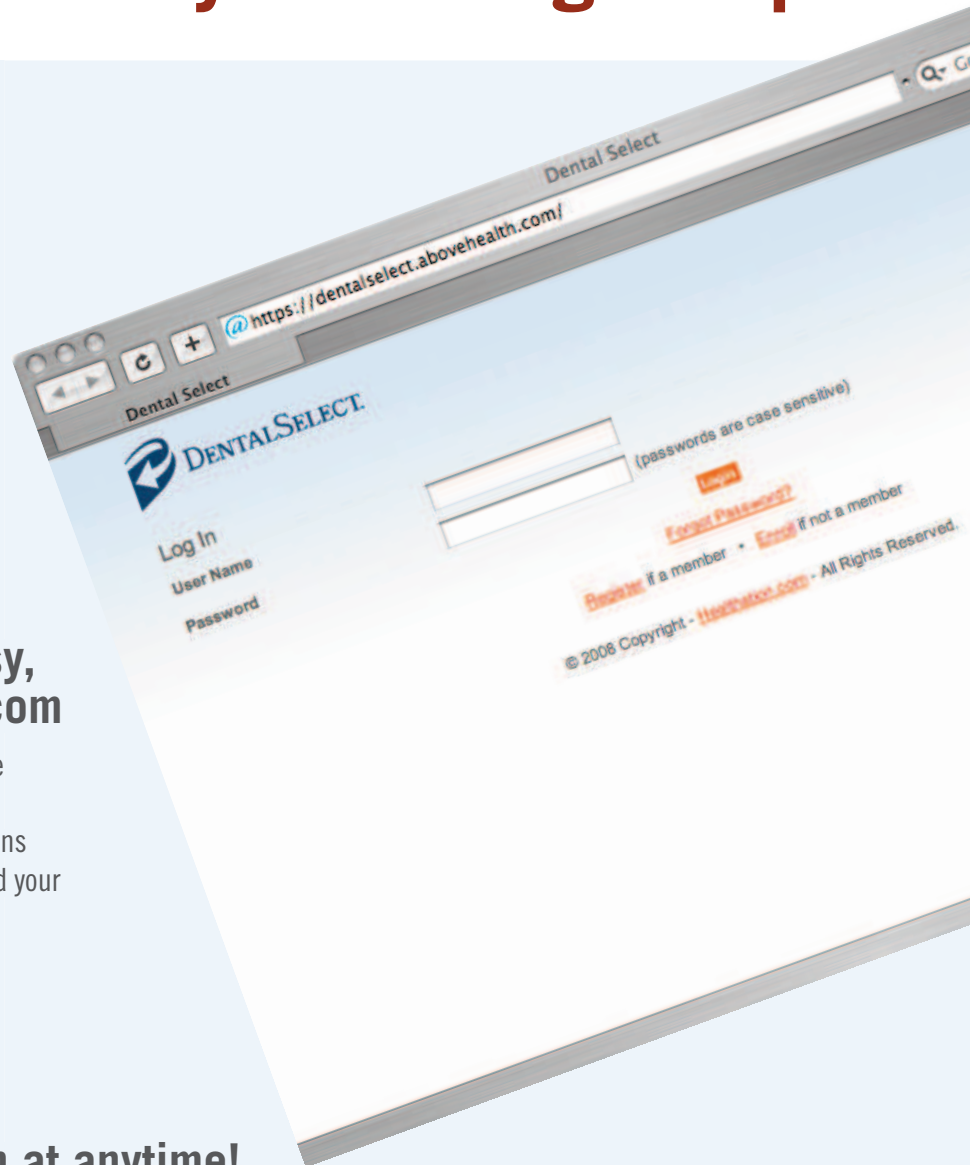 Dental Select
https://dentalselect.abovehealth.com/
Dental Select
DENTALSELECT.
Log In
User Name
Password
(passwords are case sensitive)
Login
Forgot Password?
Register if a member • Enroll if not a member
© 2008 Copyright - Healthation.com - All Rights Reserved.
sy,
com
e
ns
d your
at anytime!